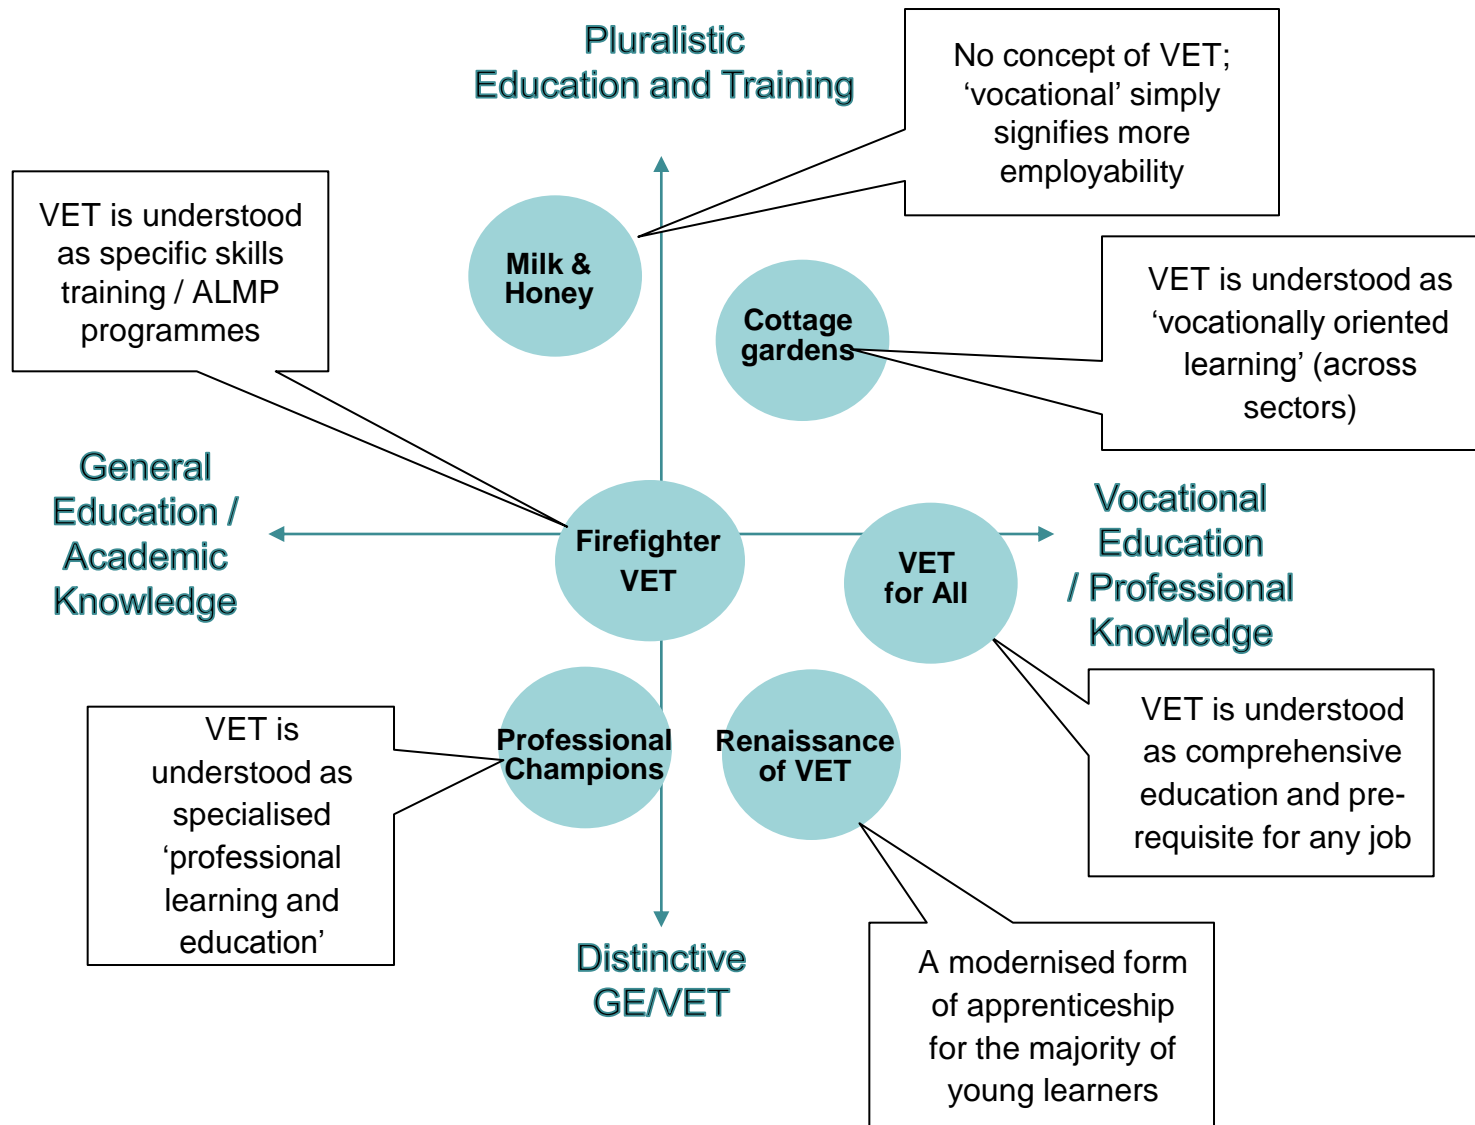 Pluralistic
Education and Training
No concept of VET;
‘vocational’ simply
signifies more
employability
VET is understood
as specific skills
training / ALMP
programmes
Milk &
Honey
Cottage
gardens
VET is understood as
‘vocationally oriented
learning’ (across
sectors)
General
Education /
Academic
Knowledge
Firefighter
VET
VET
for All
Vocational
Education
/ Professional
Knowledge
VET is
understood as
specialised
‘professional
learning and
education’
Professional
Champions
Renaissance
of VET
VET is understood
as comprehensive
education and pre-
requisite for any job
Distinctive
GE/VET
A modernised form
of apprenticeship
for the majority of
young learners